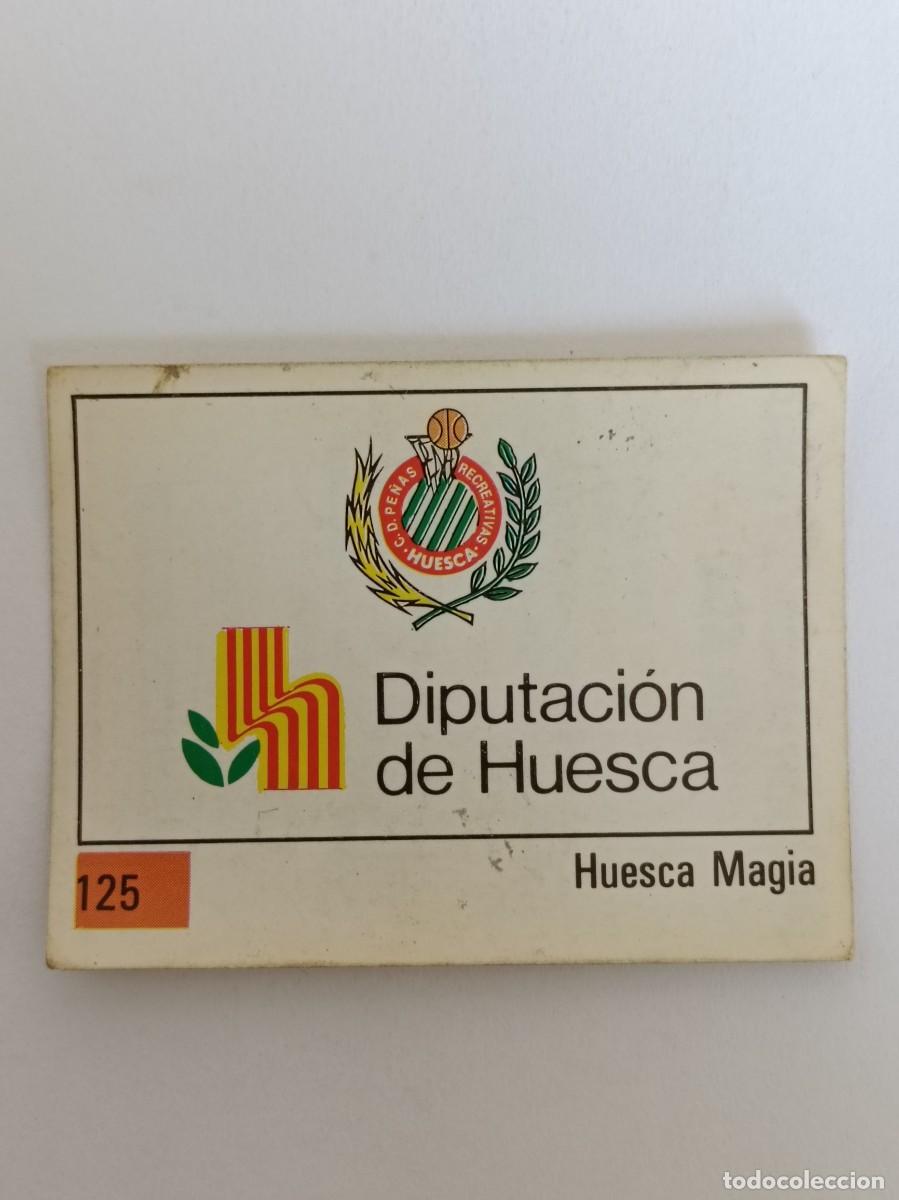 C.D. PEÑAS RECREATIVAS
· HUESCA ·
Diputación
de Huesca
125
Huesca Magia
todocoleccion